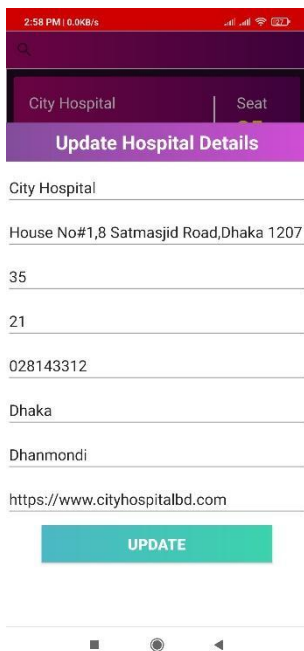 2:58 PM | 0.0KB/s
City Hospital
Seat
Update Hospital Details
City Hospital
House No#1,8 Satmasjid Road,Dhaka 1207
35
21
028143312
Dhaka
Dhanmondi
https://www.cityhospitalbd.com
UPDATE